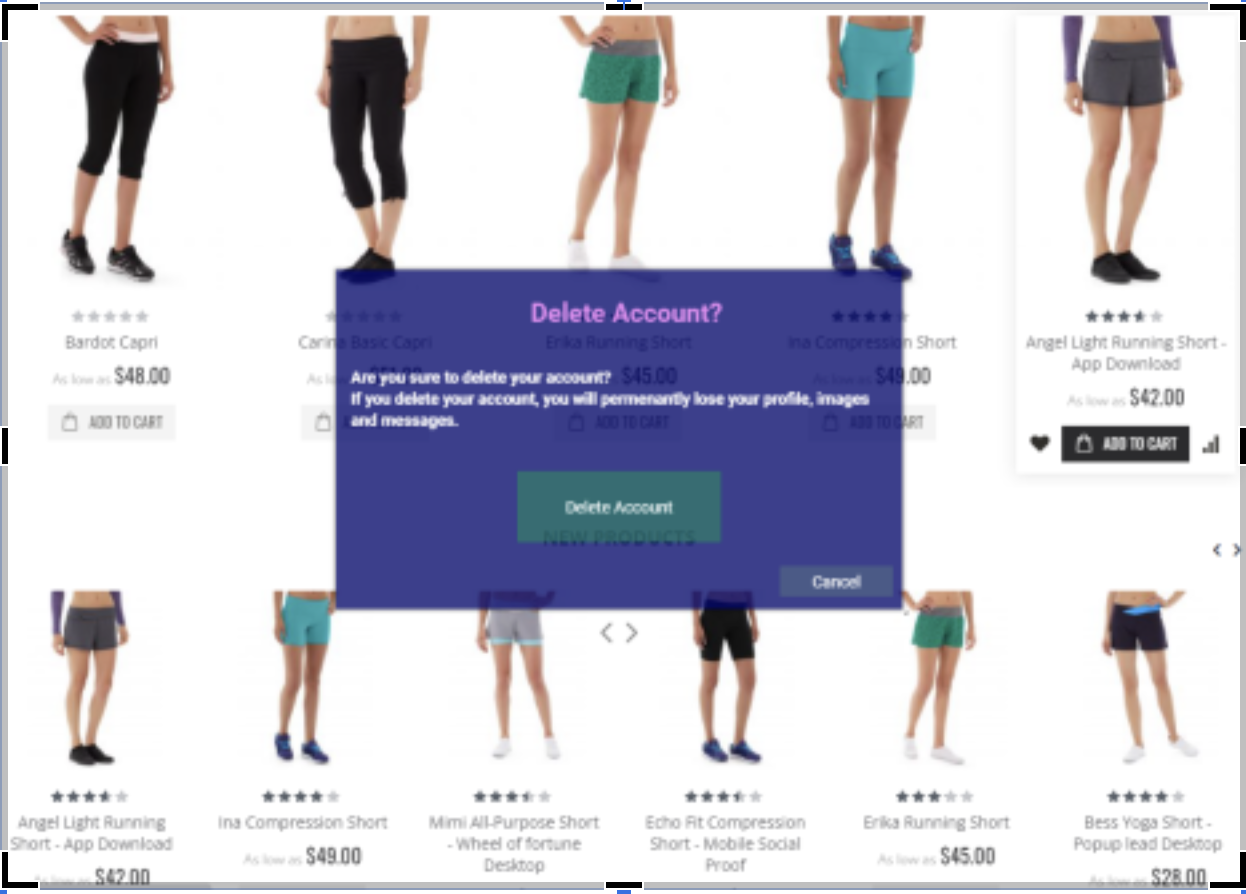 Delete Account?
Bardot Capri
Carina Basic Capri
Erika Running Short
Ina Compression Short
Angel Light Running Short -
App Download
As low as $48.00
As lo
$45.00
$49.00
As low as $42.00
Are you sure to delete your account?
If you delete your account, you will permenantly lose your profile, images
and messages.
ADD TO CART
ADD TO CART
ADD TO CART
ADD TO CART
Delete Account
NEW PRODUCTS
Cancel
Angel Light Running
Short - App Download
As low as $42.00
Ina Compression Short
As low as $49.00
Mimi All-Purpose Short
- Wheel of fortune
Desktop
Echo Fit Compression
Short - Mobile Social
Proof
Erika Running Short
As low as $45.00
Bess Yoga Short -
Popup lead Desktop
As low as $28.00